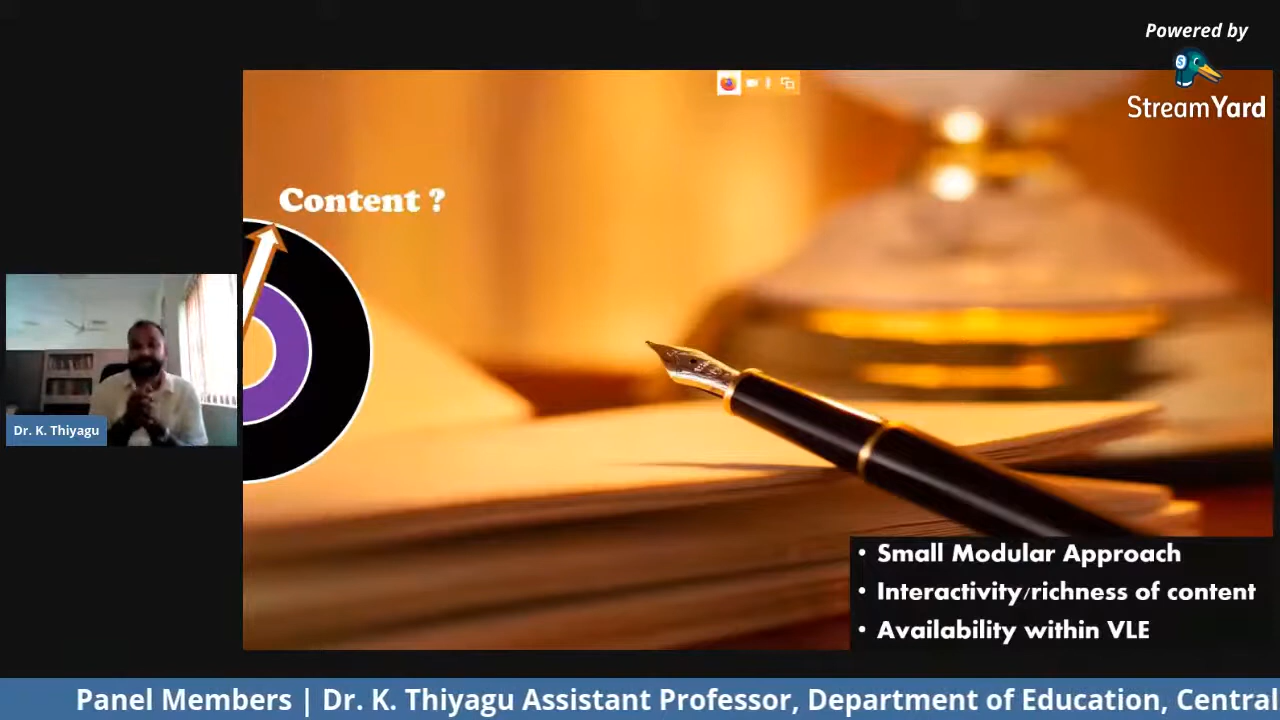 Powered by
StreamYard
Content ?
Dr. K. Thiyagu
• Small Modular Approach
• Interactivity/richness of content
• Availability within VLE
Panel Members | Dr. K. Thiyagu Assistant Professor, Department of Education, Central